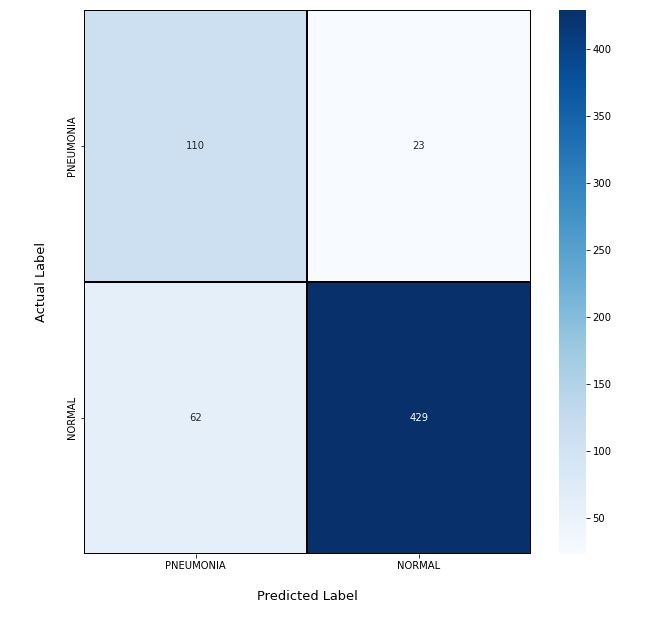 PNEUMONIA
NORMAL
Actual Label
110
23
62
429
PNEUMONIA
NORMAL
Predicted Label
400
350
300
250
200
150
100
50